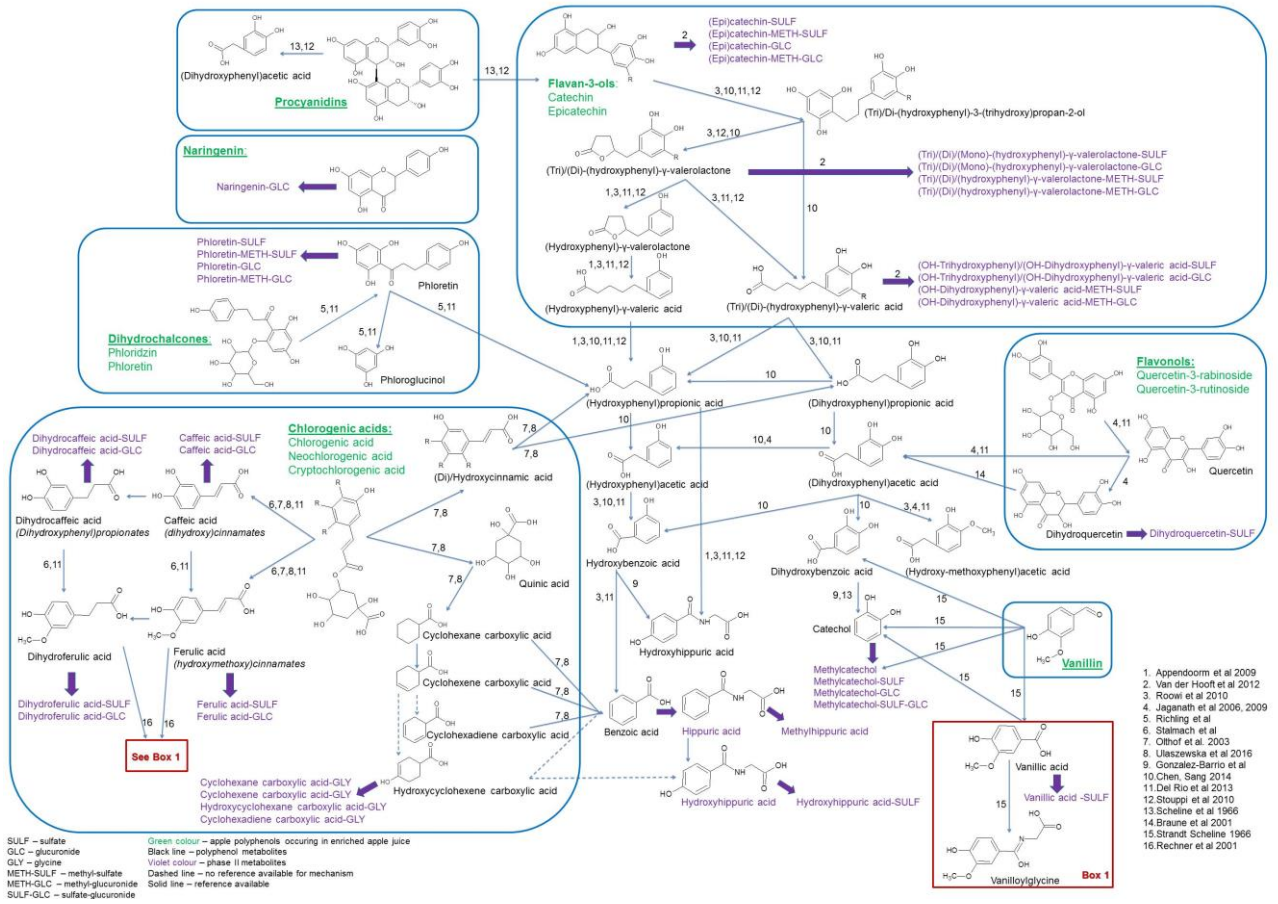 13,12
(Dihydroxyphenyl)acetic acid
Procyanidins
13,12
Naringenin:
Naringenin-GLC
Phloretin-SULF
Phloretin-METH-SULF
Phloretin-GLC
Phloretin-METH-GLC
Phloretin
5,11
5,11
5,11
Dihydrochalcones:
Phloridzin
Phloretin
Phloroglucinol
2
(Epi)catechin-SULF
(Epi)catechin-METH-SULF
(Epi)catechin-GLC
(Epi)catechin-METH-GLC
Flavan-3-ols:
Catechin
Epicatechin
3,10,11,12
(Tri)/Di-(hydroxyphenyl)-3-(trihydroxy)propan-2-ol
3,12,10
(Tri)/(Di)-(hydroxyphenyl)-γ-valerolactone
2
(Tri)/(Di)/(Mono)-(hydroxyphenyl)-γ-valerolactone-SULF
(Tri)/(Di)/(Mono)-(hydroxyphenyl)-γ-valerolactone-GLC
(Tri)/(Di)/(hydroxyphenyl)-γ-valerolactone-METH-SULF
(Tri)/(Di)/(hydroxyphenyl)-γ-valerolactone-METH-GLC
1,3,11,12
3,11,12
10
(Hydroxyphenyl)-γ-valerolactone
1,3,11,12
(Hydroxyphenyl)-γ-valeric acid
(Tri)/(Di)-(hydroxyphenyl)-γ-valeric acid
2
(OH-Trihydroxyphenyl)/(OH-Dihydroxyphenyl)-γ-valeric acid-SULF
(OH-Trihydroxyphenyl)/(OH-Dihydroxyphenyl)-γ-valeric acid-GLC
(OH-Dihydroxyphenyl)-γ-valeric acid-METH-SULF
(OH-Dihydroxyphenyl)-γ-valeric acid-METH-GLC
1,3,10,11,12
3,10,11
3,10,11
10
(Hydroxyphenyl)propionic acid
(Dihydroxyphenyl)propionic acid
10
10,4
10
(Hydroxyphenyl)acetic acid
(Dihydroxyphenyl)acetic acid
Flavonols:
Quercetin-3-rabinoside
Quercetin-3-rutinoside
4,11
Quercetin
4,11
14
4
Dihydroquercetin
Dihydroquercetin-SULF
3,10,11
10
10
3,4,11
Hydroxybenzoic acid
Dihydroxybenzoic acid
(Hydroxy-methoxyphenyl)acetic acid
1,3,11,12
9
3,11
Hydroxyhippuric acid
9,13
Catechol
15
15
15
15
15
Vanillin
Methylcatechol
Methylcatechol-SULF
Methylcatechol-GLC
Methylcatechol-SULF-GLC
Chlorogenic acids:
Chlorogenic acid
Neochlorogenic acid
Cryptochlorogenic acid
7,8
7,8
(Di)/Hydroxycinnamic acid
Dihydrocaffeic acid-SULF
Dihydrocaffeic acid-GLC
Caffeic acid-SULF
Caffeic acid-GLC
Dihydrocaffeic acid
(Dihydroxyphenyl)propionates
Caffeic acid
(dihydroxy)cinnamates
6,7,8,11
7,8
7,8
6,7,8,11
7,8
Quinic acid
6,11
6,11
Dihydroferulic acid
Ferulic acid
(hydroxymethoxy)cinnamates
Dihydroferulic acid-SULF
Dihydroferulic acid-GLC
Ferulic acid-SULF
Ferulic acid-GLC
16
16
See Box 1
Cyclohexane carboxylic acid
Cyclohexene carboxylic acid
Cyclohexadiene carboxylic acid
Hydroxycyclohexene carboxylic acid
7,8
7,8
7,8
Cyclohexane carboxylic acid-GLY
Cyclohexene carboxylic acid-GLY
Hydroxycyclohexane carboxylic acid-GLY
Cyclohexadiene carboxylic acid-GLY
Benzoic acid
Hippuric acid
Methylhippuric acid
Hydroxyhippuric acid
Hydroxyhippuric acid-SULF
Vanillic acid
Vanillic acid -SULF
15
Vanilloylglycine
Box 1
1. Appendoorm et al 2009
2. Van der Hooft et al 2012
3. Roowi et al 2010
4. Jaganath et al 2006, 2009
5. Richling et al
6. Stalmach et al
7. Olthof et al. 2003
8. Ulaszewska et al 2016
9. Gonzalez-Barrio et al
10.Chen, Sang 2014
11.Del Rio et al 2013
12.Stouppi et al 2010
13.Scheline et al 1966
14.Braune et al 2001
15.Strandt Scheline 1966
16.Rechner et al 2001
SULF – sulfate
GLC – glucuronide
GLY – glycine
METH-SULF – methyl-sulfate
METH-GLC – methyl-glucuronide
SULF-GLC – sulfate-glucuronide
Green colour – apple polyphenols occuring in enriched apple juice
Black line – polyphenol metabolites
Violet colour – phase II metabolites
Dashed line – no reference available for mechanism
Solid line – reference available